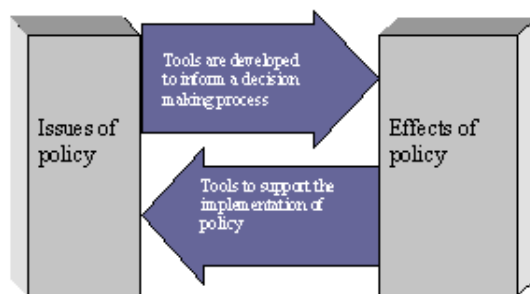 Issues of
policy
Tools are developed
to inform a decision
making process
Tools to support the
implementation of
policy
Effects of
policy